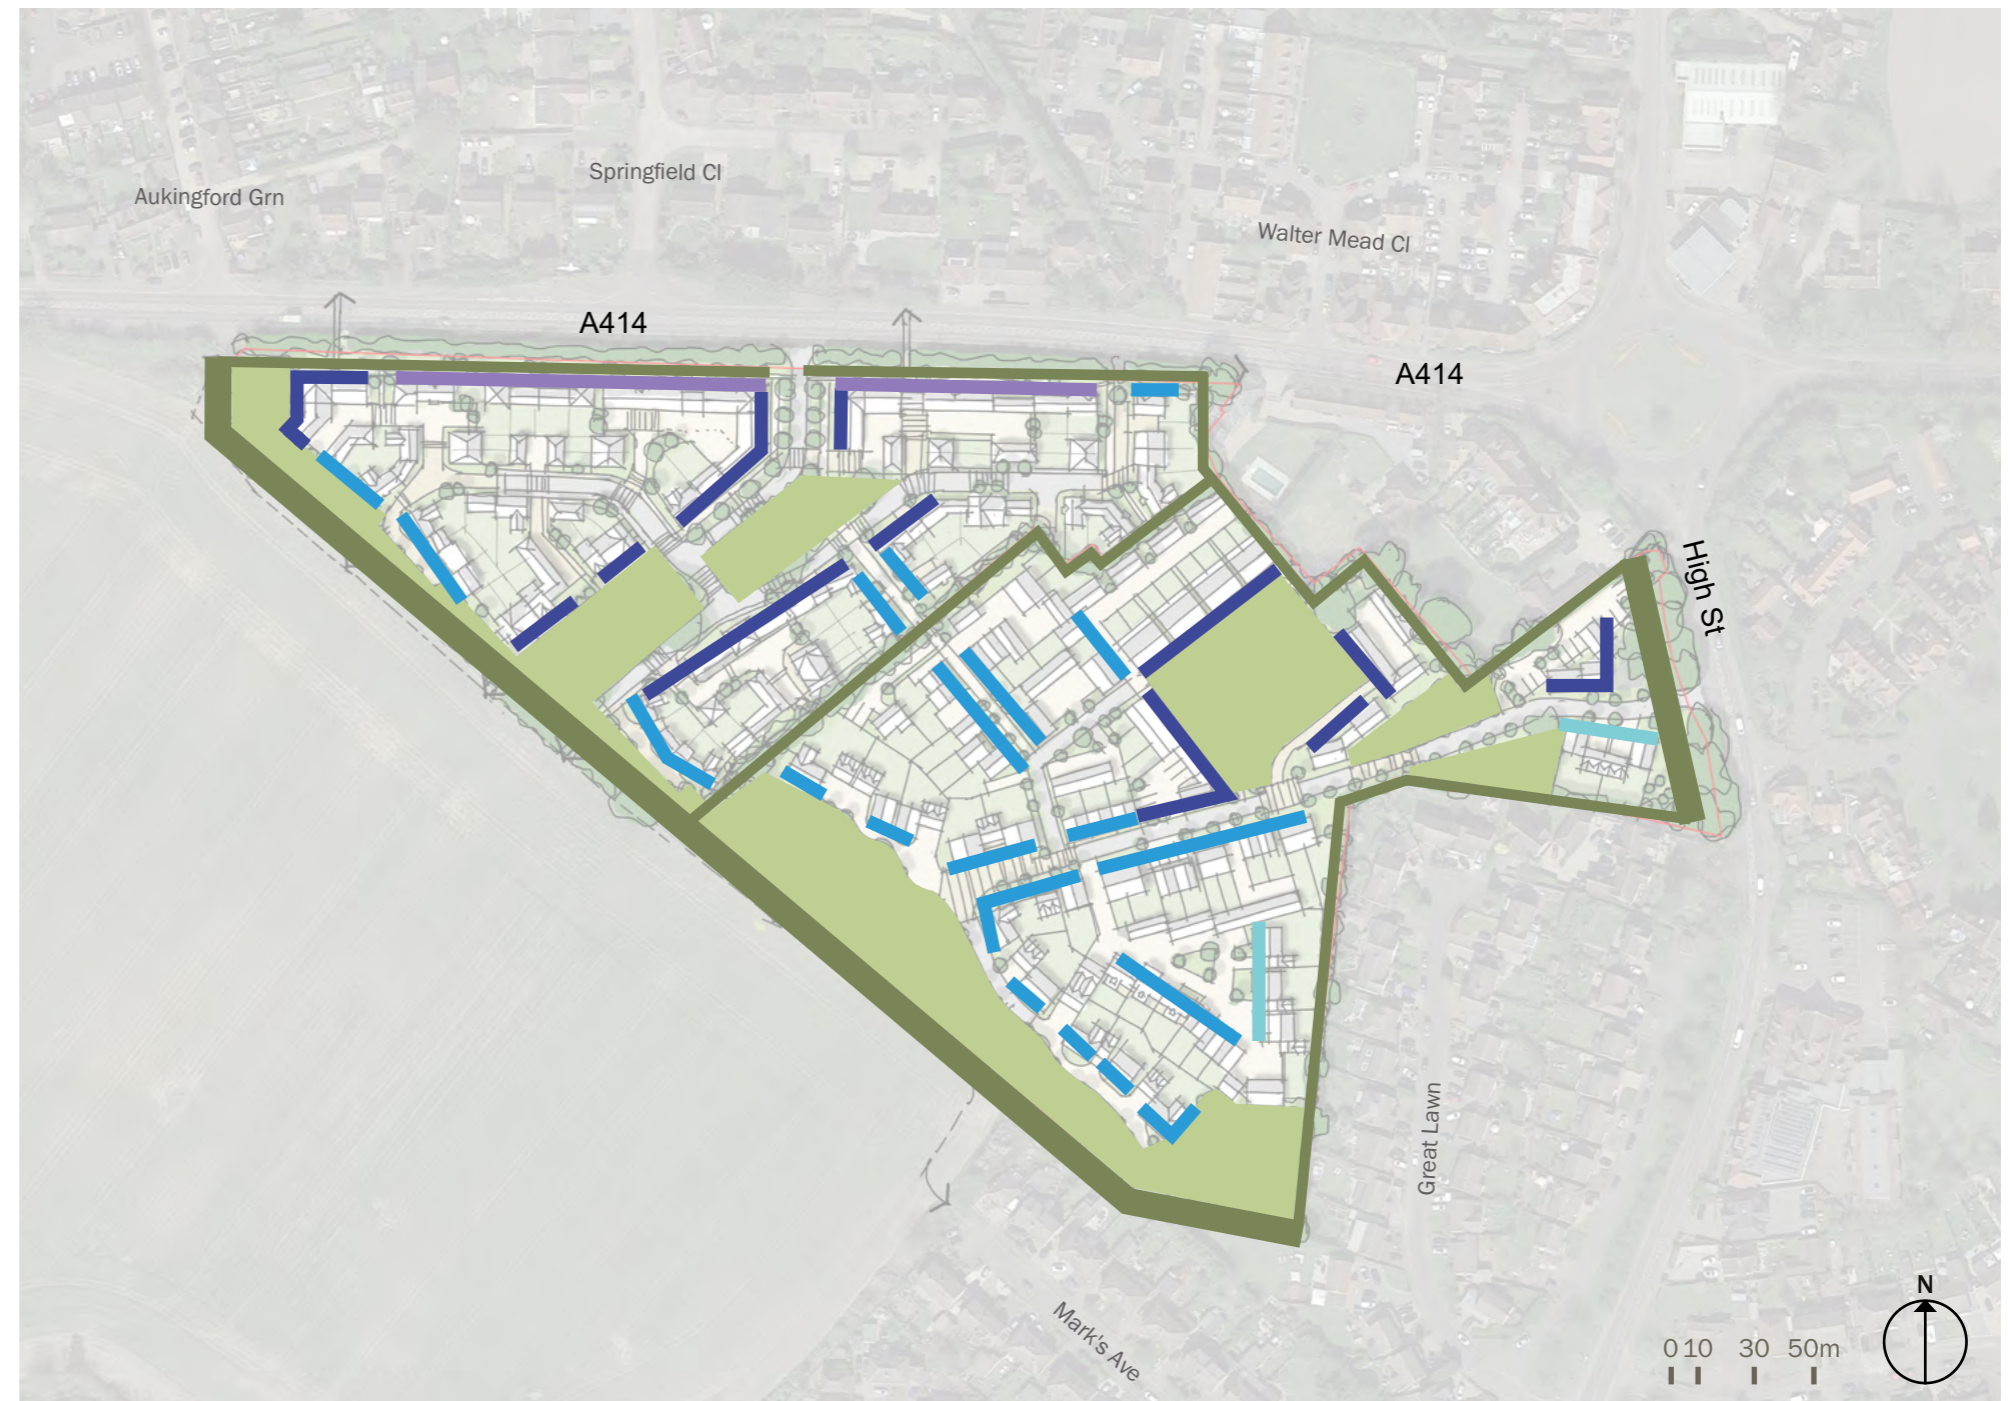 Springfield Cl
Aukingford Grn
Walter Mead Cl
A414
A414
High St
Great Lawn
Mark's Ave
N
0 10 30 50m